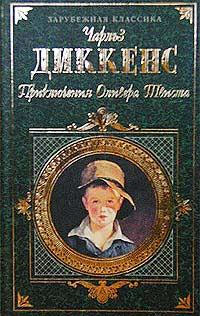 ЗАРУБЕЖНАЯ КЛАССИКА
Чарльз
ДИККЕНС
Приключения Оливера Твиста